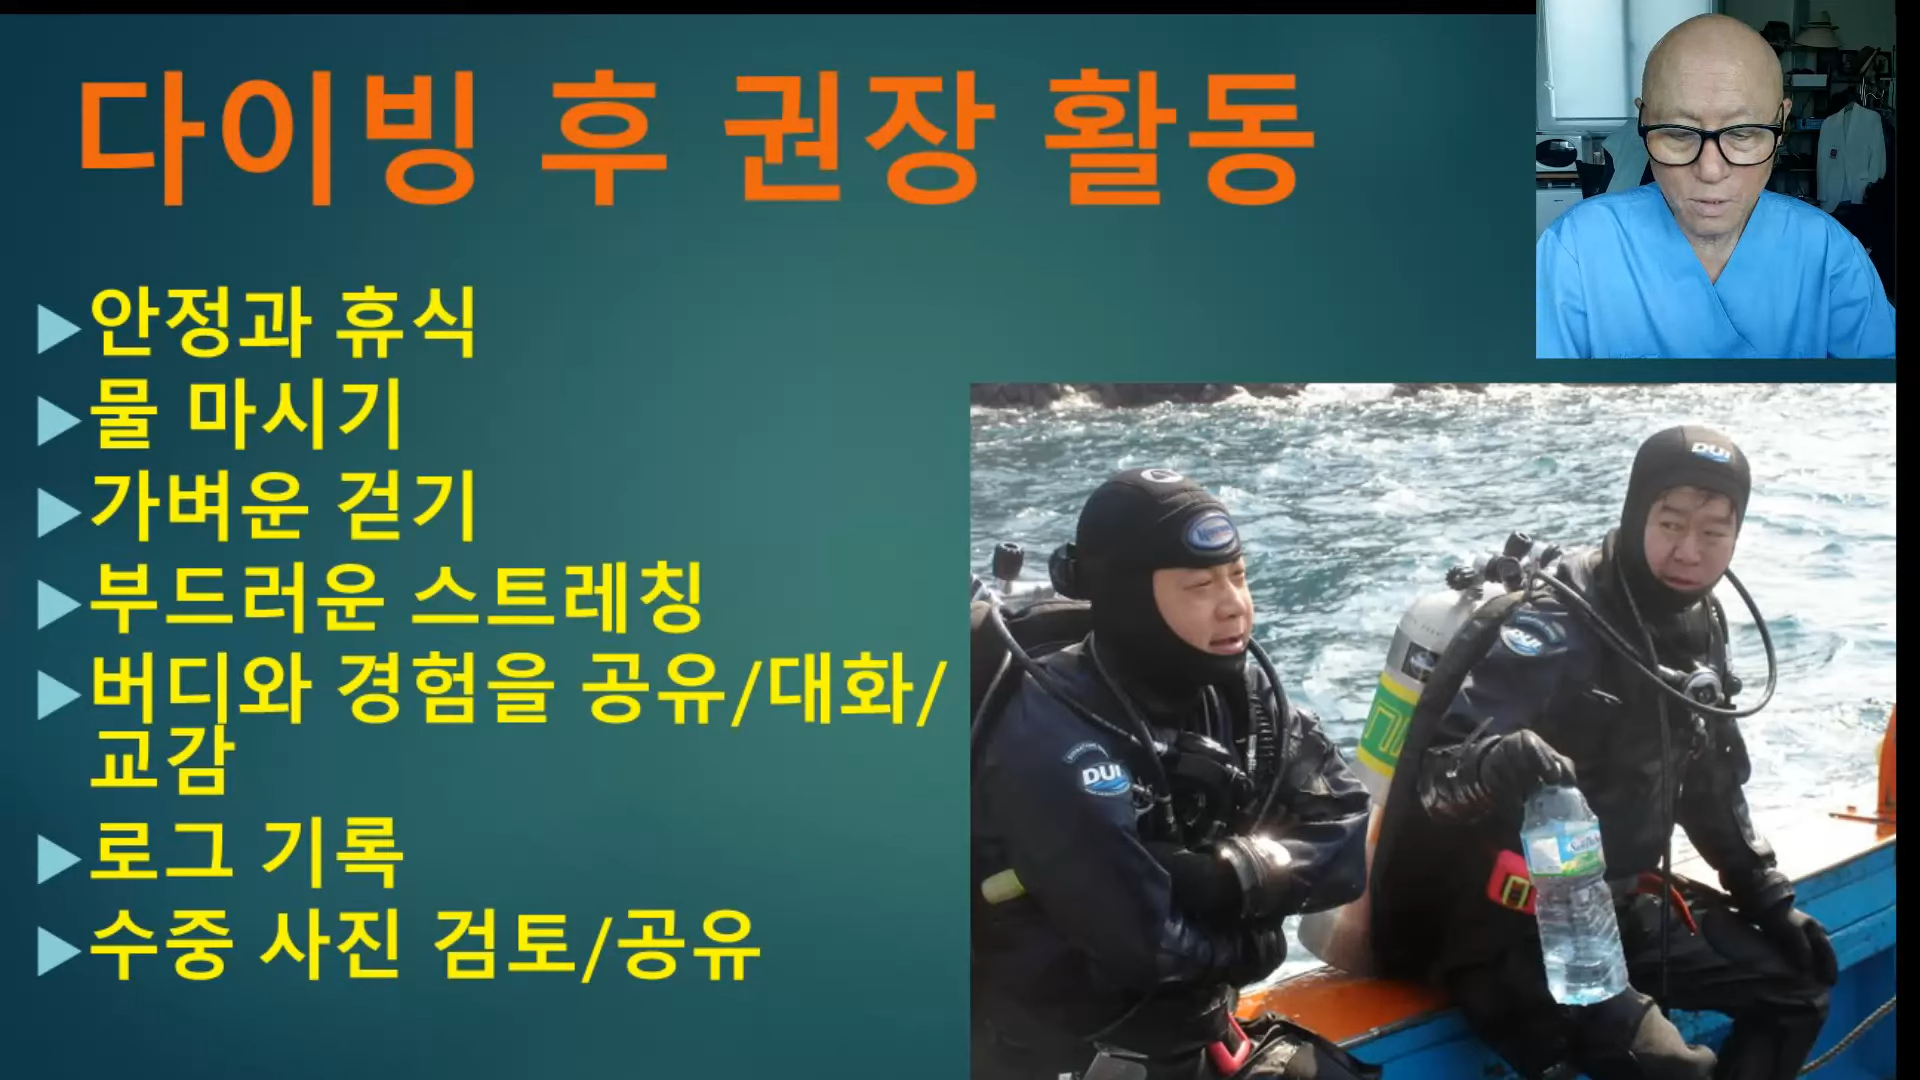 다이빙 후 권장 활동
안정과 휴식
물 마시기
가벼운 걷기
부드러운 스트레칭
버디와 경험을 공유/대화/
교감
로그 기록
수중 사진 검토/공유
DUI
DUI
DUI